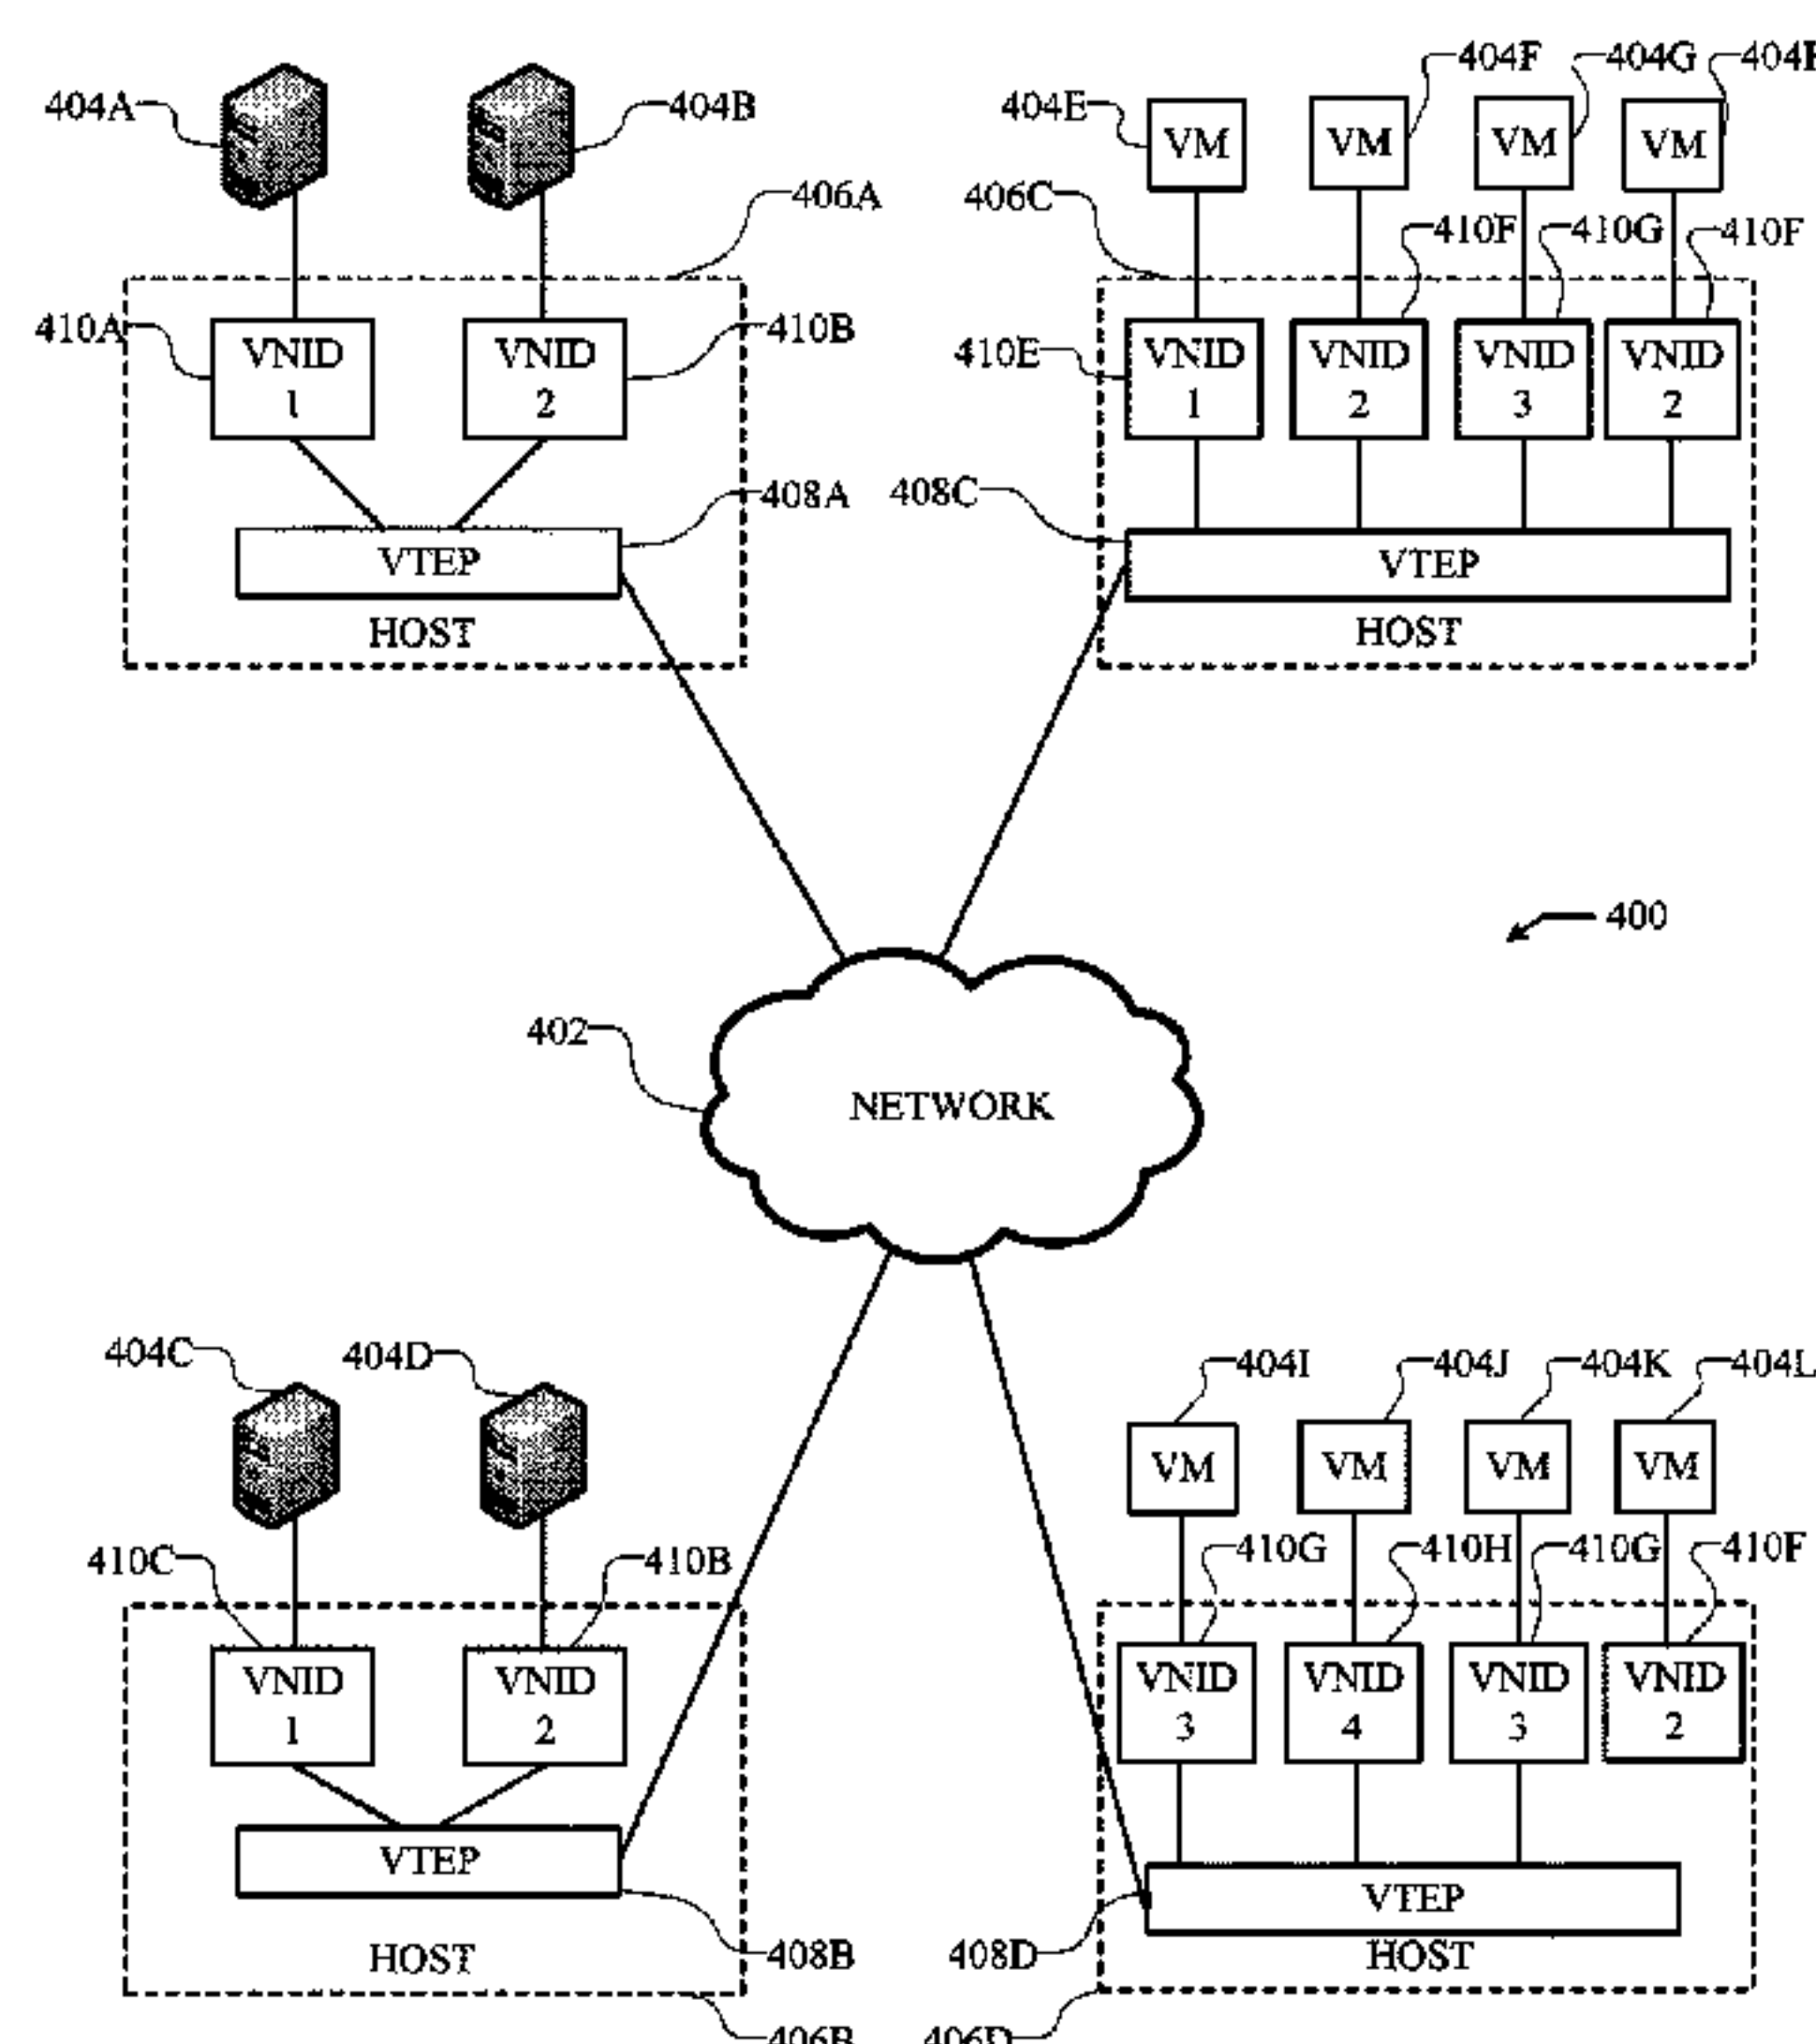 404A
404B
404E
VM
404F
VM
404G
VM
VM
406A
406C
410F
410G
410F
410A
VNID
1
VNID
2
410B
410E
VNID
1
VNID
2
VNID
3
VNID
2
408A
408C
VTEP
HOST
VTEP
HOST
400
402
NETWORK
404C
404D
404I
404J
404K
404L
VM
VM
VM
VM
410C
410B
410G
410H
410G
410F
VNID
1
VNID
2
VNID
3
VNID
4
VNID
3
VNID
2
VTEP
HOST
408B
406B
408D
VTEP
HOST
406D